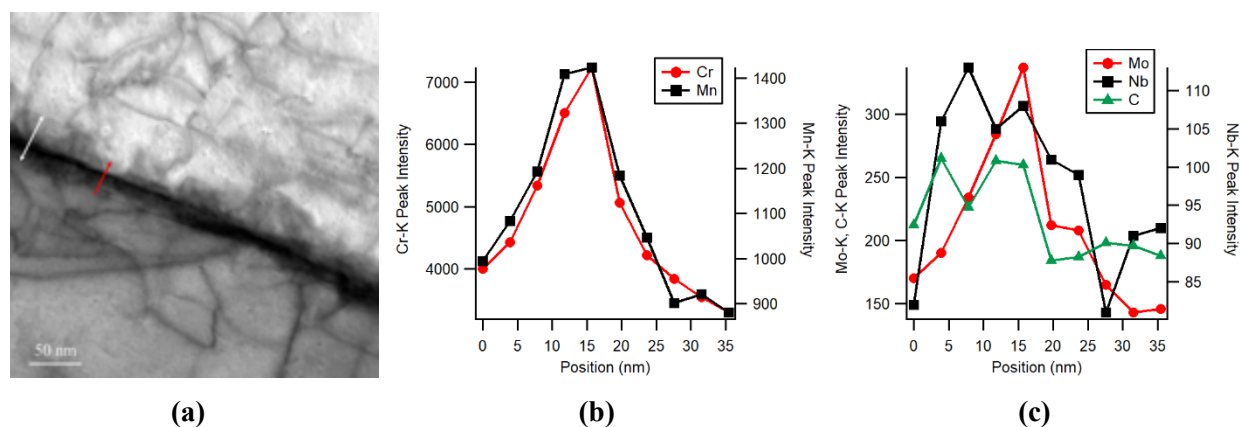 50 nm
(a)
Cr-K Peak Intensity
7000
6000
5000
4000
Cr
Mn
1400
1300
1200
1100
1000
900
Mn-K Peak Intensity
0 5 10 15 20 25 30 35
Position (nm)
(b)
Mo-K, C-K Peak Intensity
300
250
200
150
Mo
Nb
C
110
105
100
95
90
85
Nb-K Peak Intensity
0 5 10 15 20 25 30 35
Position (nm)
(c)